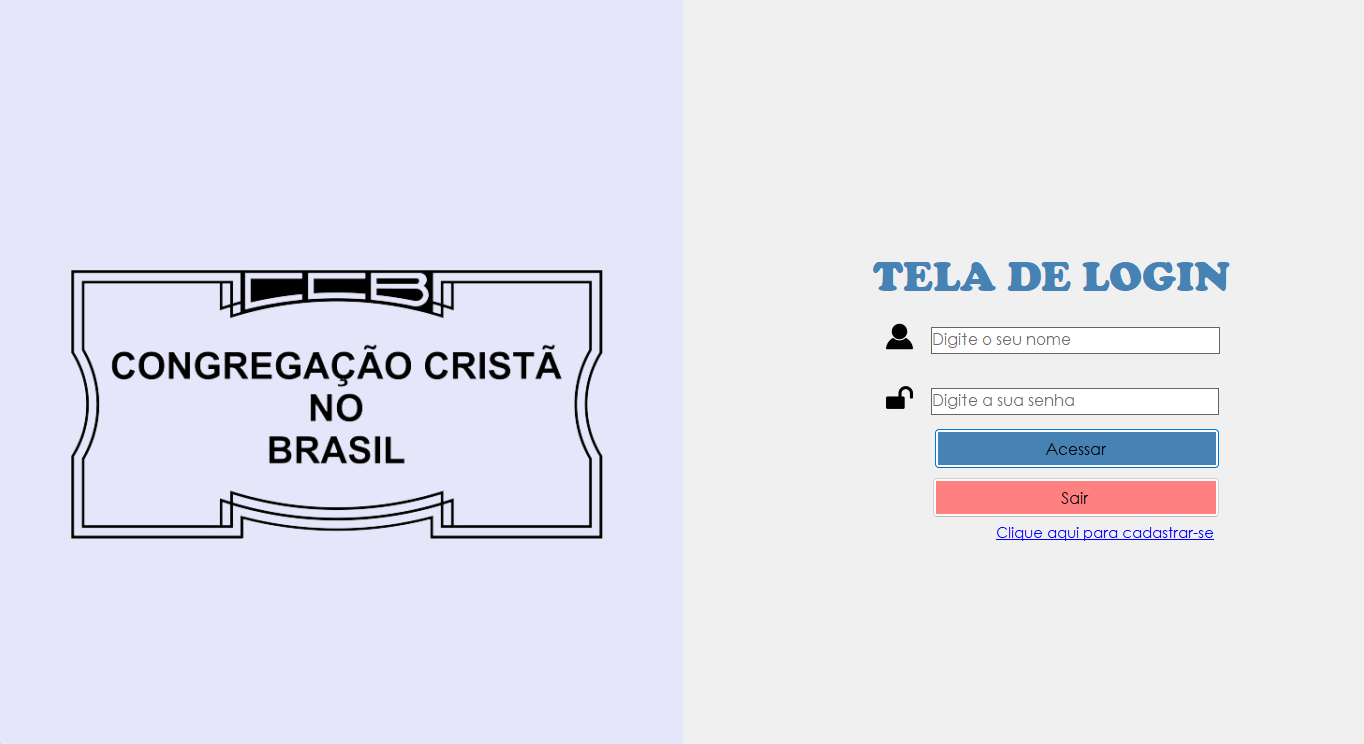 CCB
CONGREGAÇÃO CRISTÃ
NO
BRASIL
TELA DE LOGIN
Digite o seu nome
Digite a sua senha
Acessar
Sair
Clique aqui para cadastrar-se